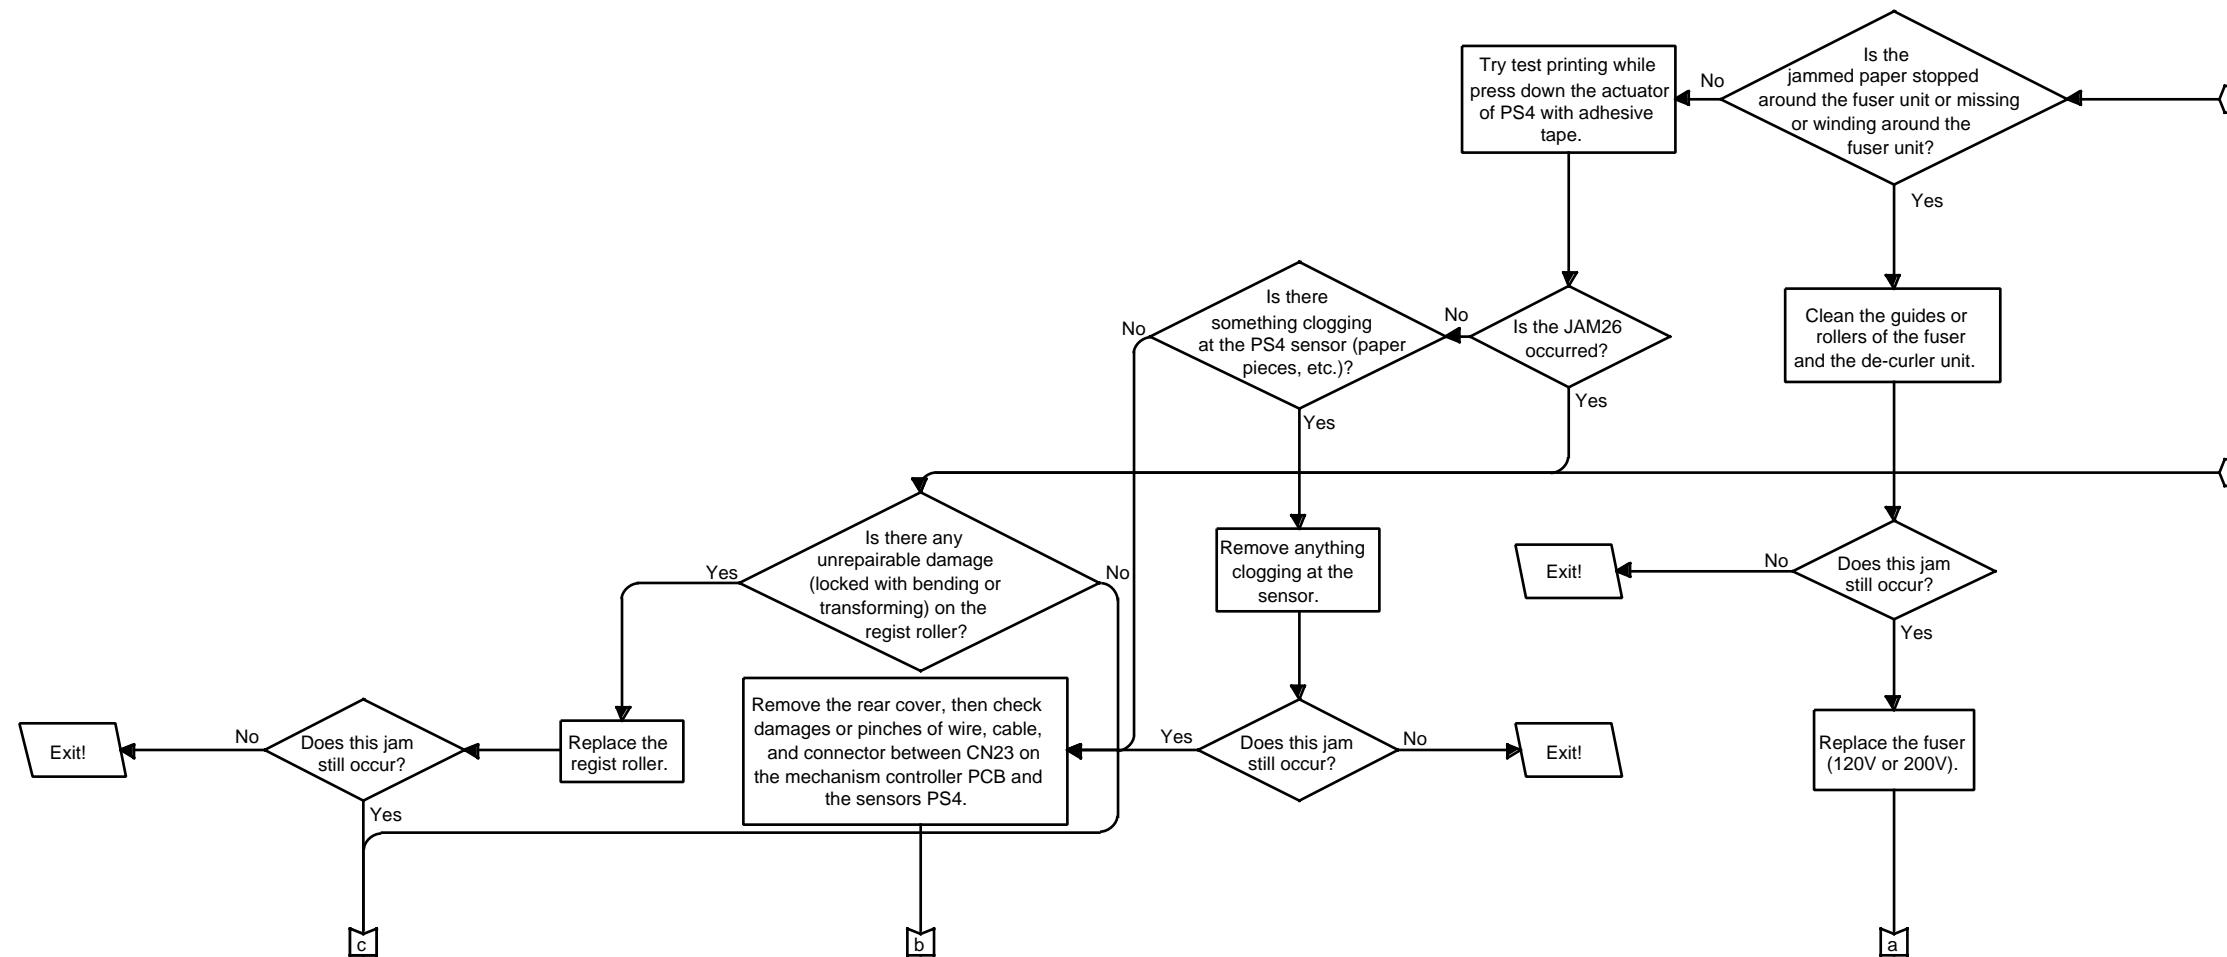 Is the
jammed paper stopped
around the fuser unit or missing
or winding around the
fuser unit?
No
Yes
Try test printing while
press down the actuator
of PS4 with adhesive
tape.
Is there
something clogging
at the PS4 sensor (paper
pieces, etc.)?
No
Yes
Is the JAM26
occurred?
No
Yes
Clean the guides or
rollers of the fuser
and the de-curler unit.
Is there any
unrepairable damage
(locked with bending or
transforming) on the
regist roller?
Yes
No
Remove anything
clogging at the
sensor.
Exit!
No
Does this jam
still occur?
Yes
Exit!
No
Does this jam
still occur?
Yes
Replace the
regist roller.
Remove the rear cover, then check
damages or pinches of wire, cable,
and connector between CN23 on
the mechanism controller PCB and
the sensors PS4.
Yes
Does this jam
still occur?
No
Exit!
Replace the fuser
(120V or 200V).
c
b
a